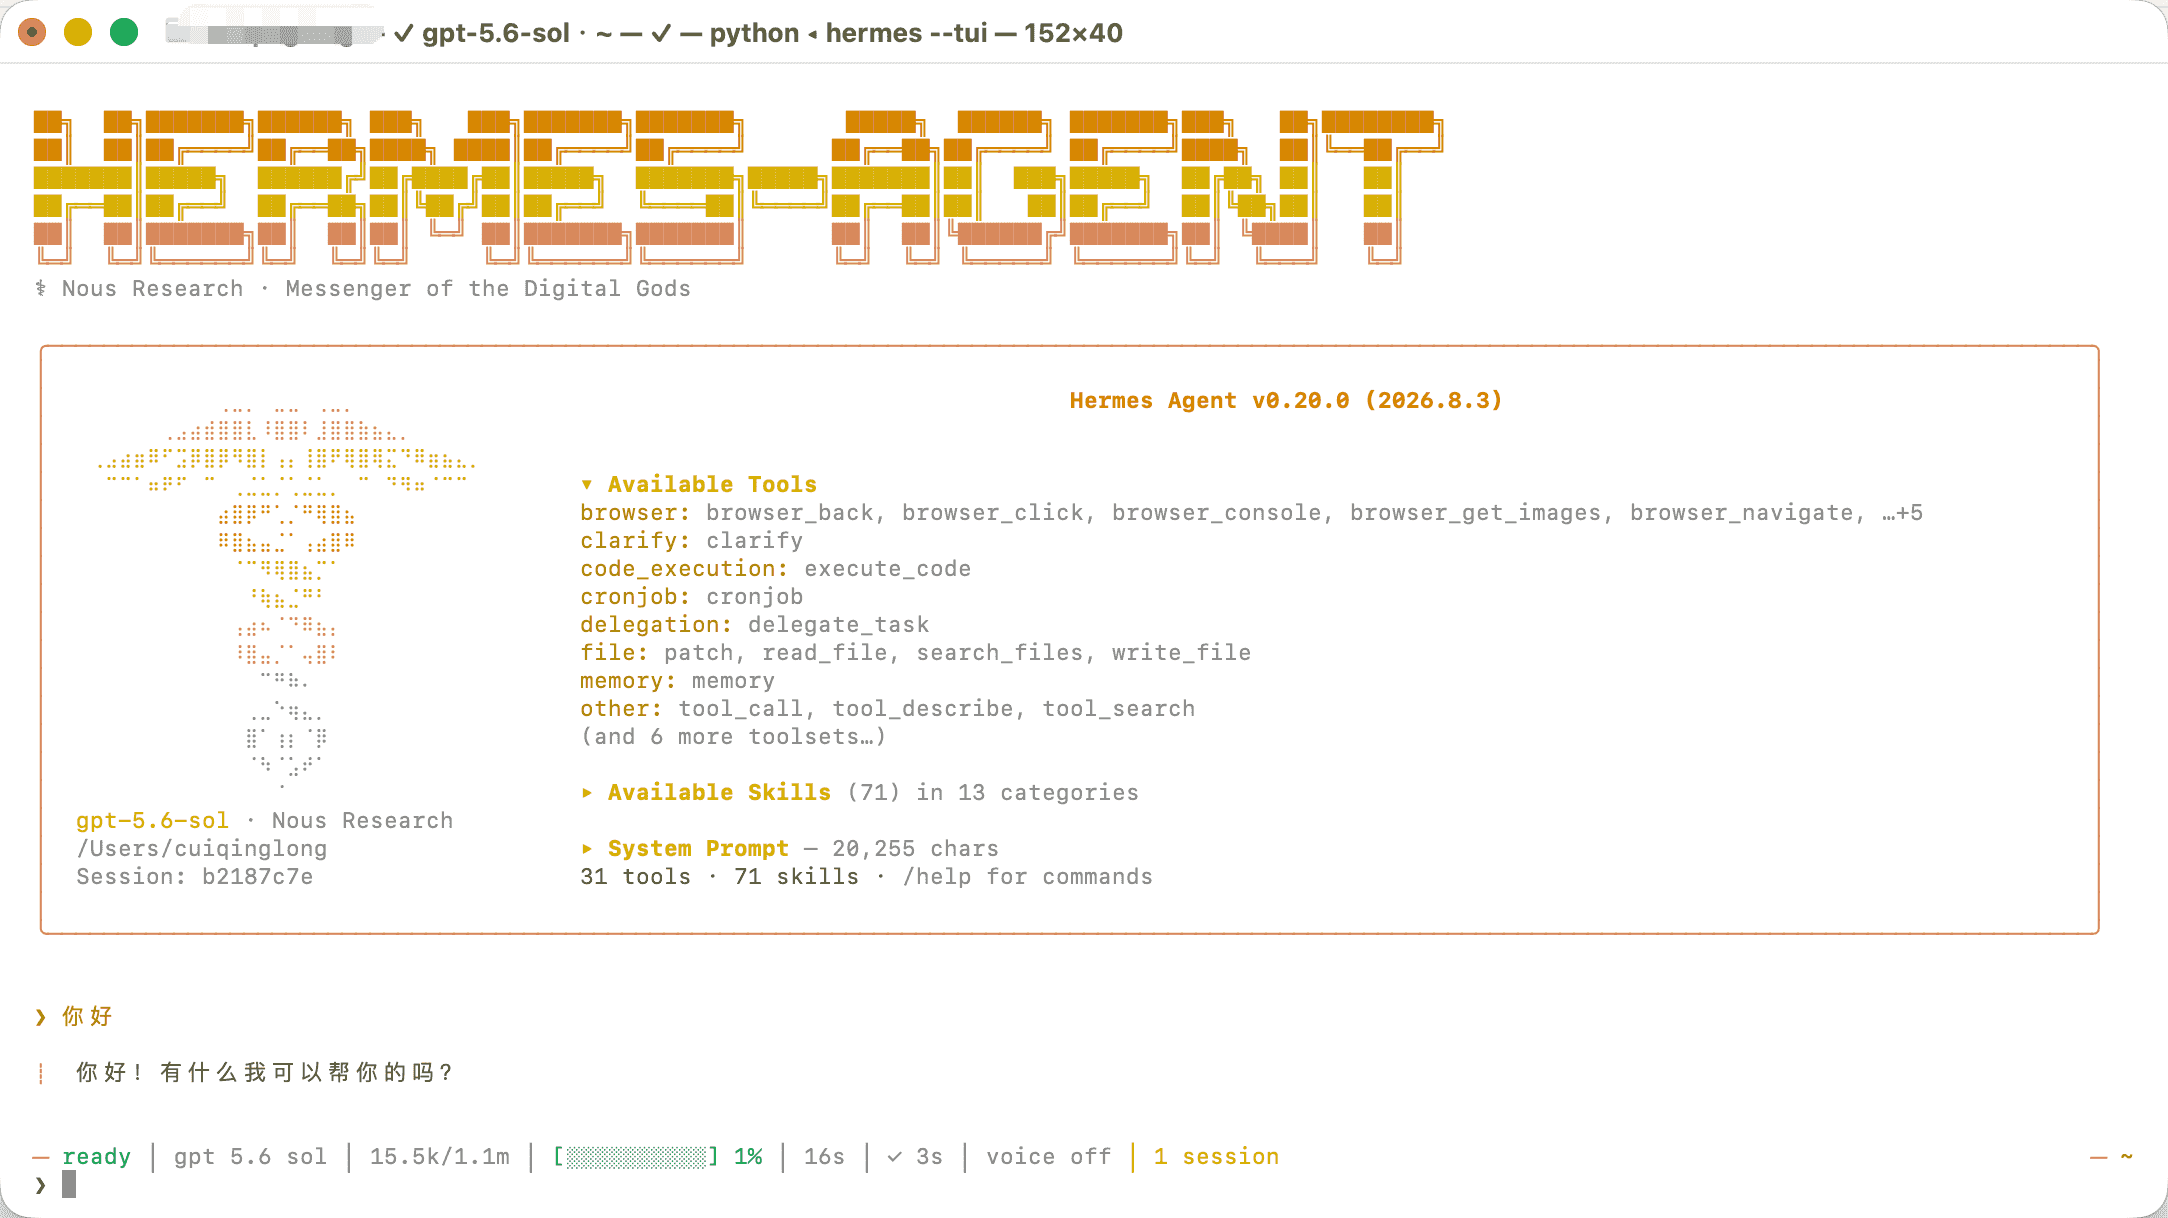 ✓ gpt-5.6-sol · ~ — ✓ — python ◂ hermes --tui — 152×40
HERMES-AGENT
⚕ Nous Research · Messenger of the Digital Gods
Hermes Agent v0.20.0 (2026.8.3)
▾ Available Tools
browser: browser_back, browser_click, browser_console, browser_get_images, browser_navigate, …+5
clarify: clarify
code_execution: execute_code
cronjob: cronjob
delegation: delegate_task
file: patch, read_file, search_files, write_file
memory: memory
other: tool_call, tool_describe, tool_search
(and 6 more toolsets…)
▸ Available Skills (71) in 13 categories
gpt-5.6-sol · Nous Research
/Users/cuiqinglong
Session: b2187c7e
▸ System Prompt — 20,255 chars
31 tools · 71 skills · /help for commands
❯ 你好
你好！有什么我可以帮你的吗？
— ready │ gpt 5.6 sol │ 15.5k/1.1m │ [░░░░░░░░░░] 1% │ 16s │ ✓ 3s │ voice off │ 1 session — ~
❯